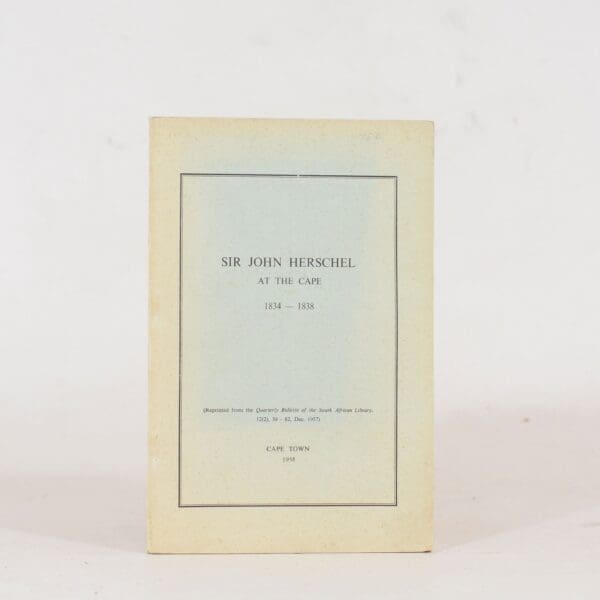 SIR JOHN HERSCHEL
AT THE CAPE
1834 — 1838
(Reprinted from the Quarterly Bulletin of the South African Library,
12(2), 39 - 82, Dec. 1957)
CAPE TOWN
1958